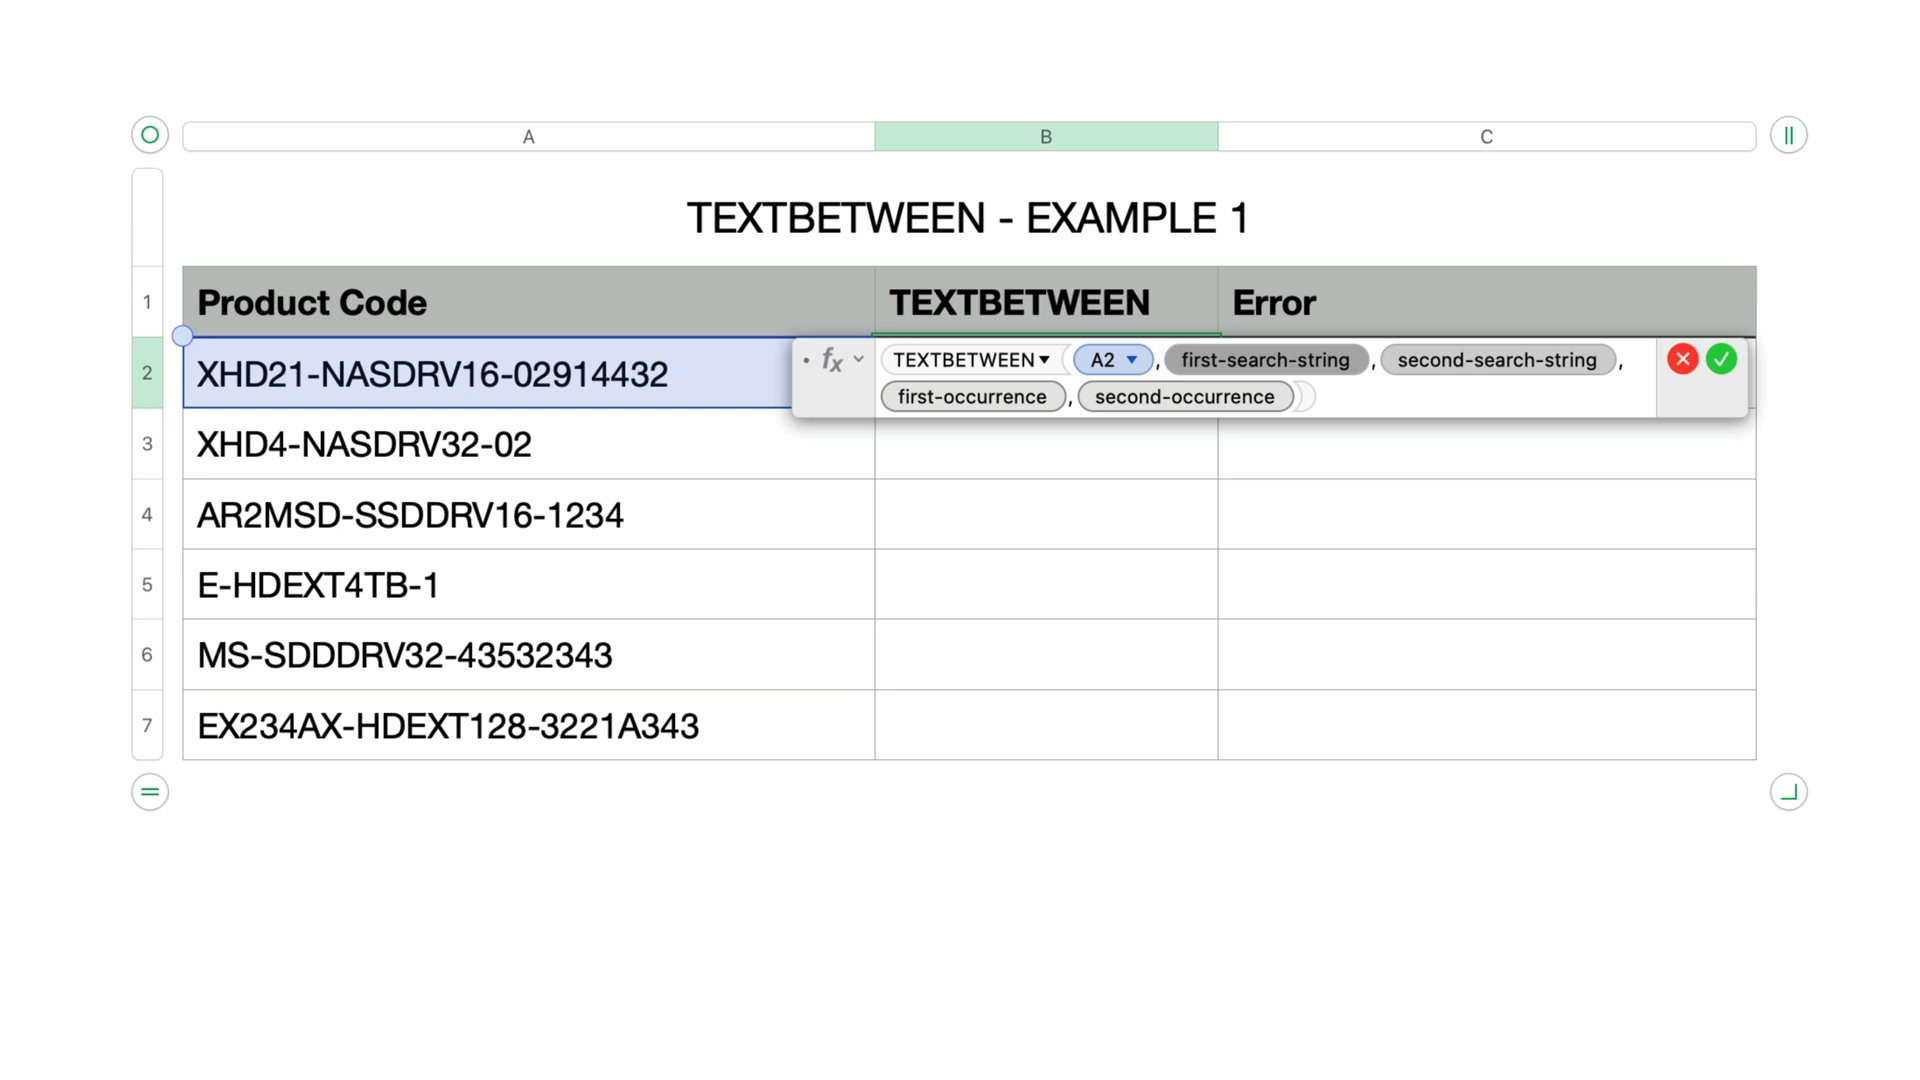 A B C
TEXTBETWEEN - EXAMPLE 1
1 Product Code TEXTBETWEEN Error
2 XHD21-NASDRV16-02914432 • fx TEXTBETWEEN A2 , first-search-string , second-search-string ,
first-occurrence , second-occurrence
3 XHD4-NASDRV32-02
4 AR2MSD-SSDDRV16-1234
5 E-HDEXT4TB-1
6 MS-SDDDRV32-43532343
7 EX234AX-HDEXT128-3221A343